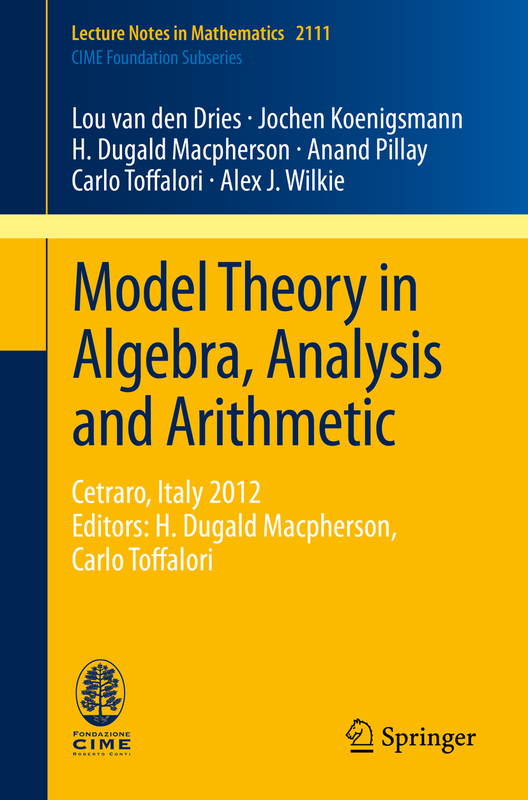 Lecture Notes in Mathematics 2111
CIME Foundation Subseries
Lou van den Dries · Jochen Koenigsmann
H. Dugald Macpherson · Anand Pillay
Carlo Toffalori · Alex J. Wilkie
Model Theory in
Algebra, Analysis
and Arithmetic
Cetraro, Italy 2012
Editors: H. Dugald Macpherson,
Carlo Toffalori
FONDAZIONE
CIME
ROBERTO CONTI
Springer